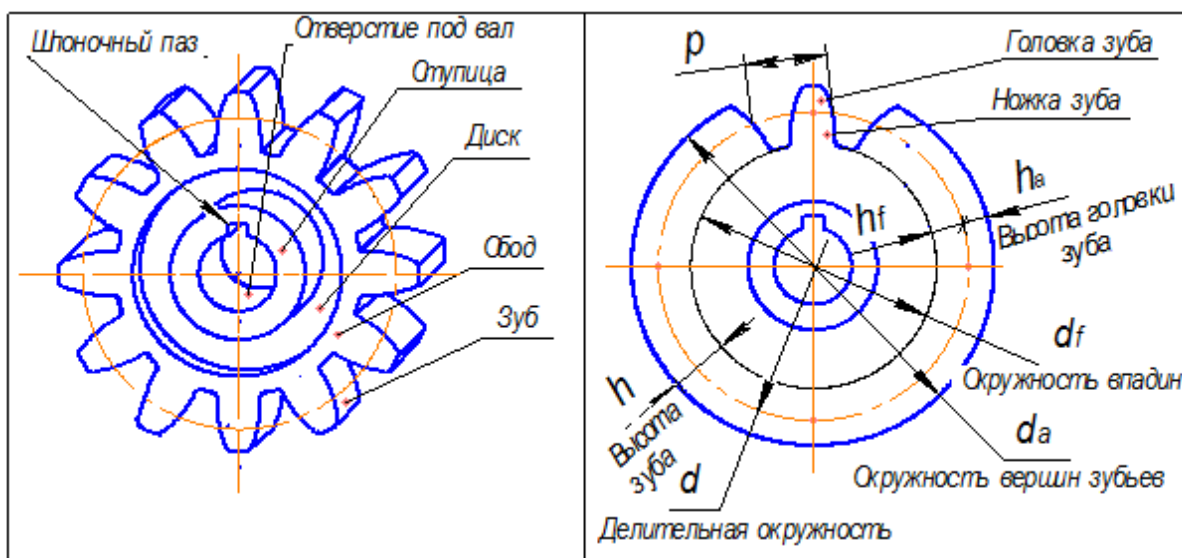 Шпоночный паз
Отверстие под вал
Ступица
Диск
Обод
Зуб
p
Головка зуба
Ножка зуба
ha
Высота головки
зуба
hf
df
Окружность впадин
h
Высота
зуба
da
Окружность вершин зубьев
d
Делительная окружность